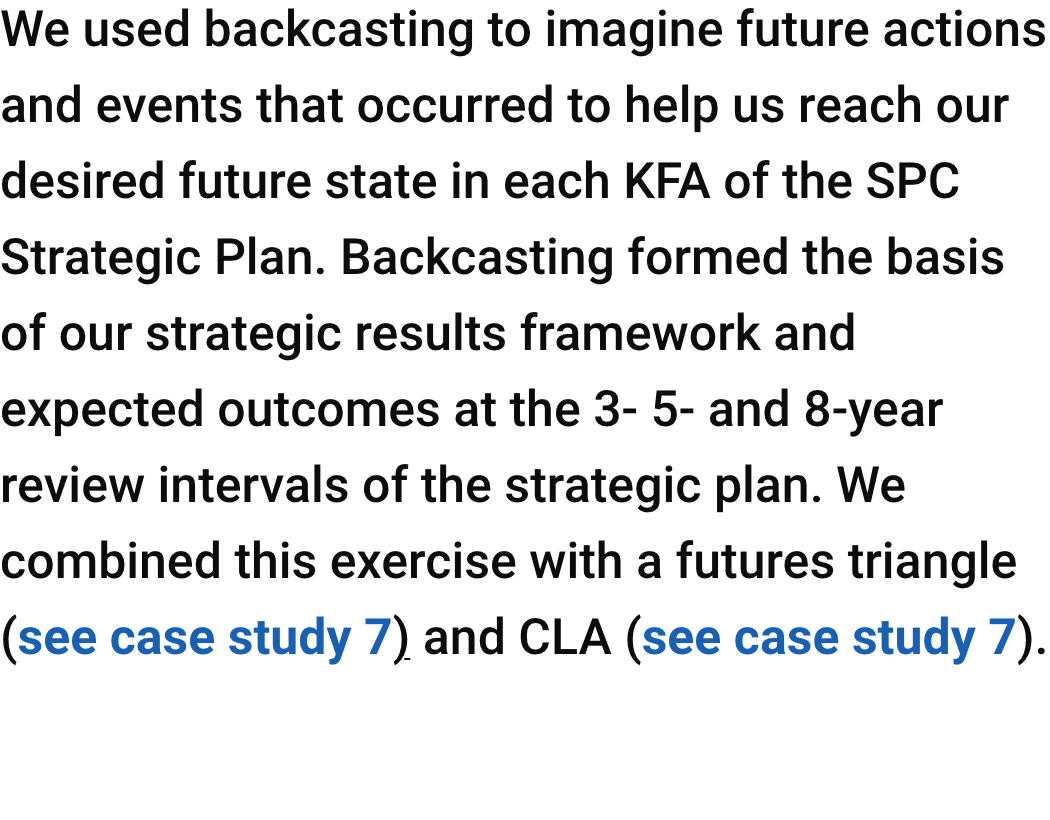 We used backcasting to imagine future actions
and events that occurred to help us reach our
desired future state in each KFA of the SPC
Strategic Plan. Backcasting formed the basis
of our strategic results framework and
expected outcomes at the 3- 5- and 8-year
review intervals of the strategic plan. We
combined this exercise with a futures triangle
(see case study 7) and CLA (see case study 7).